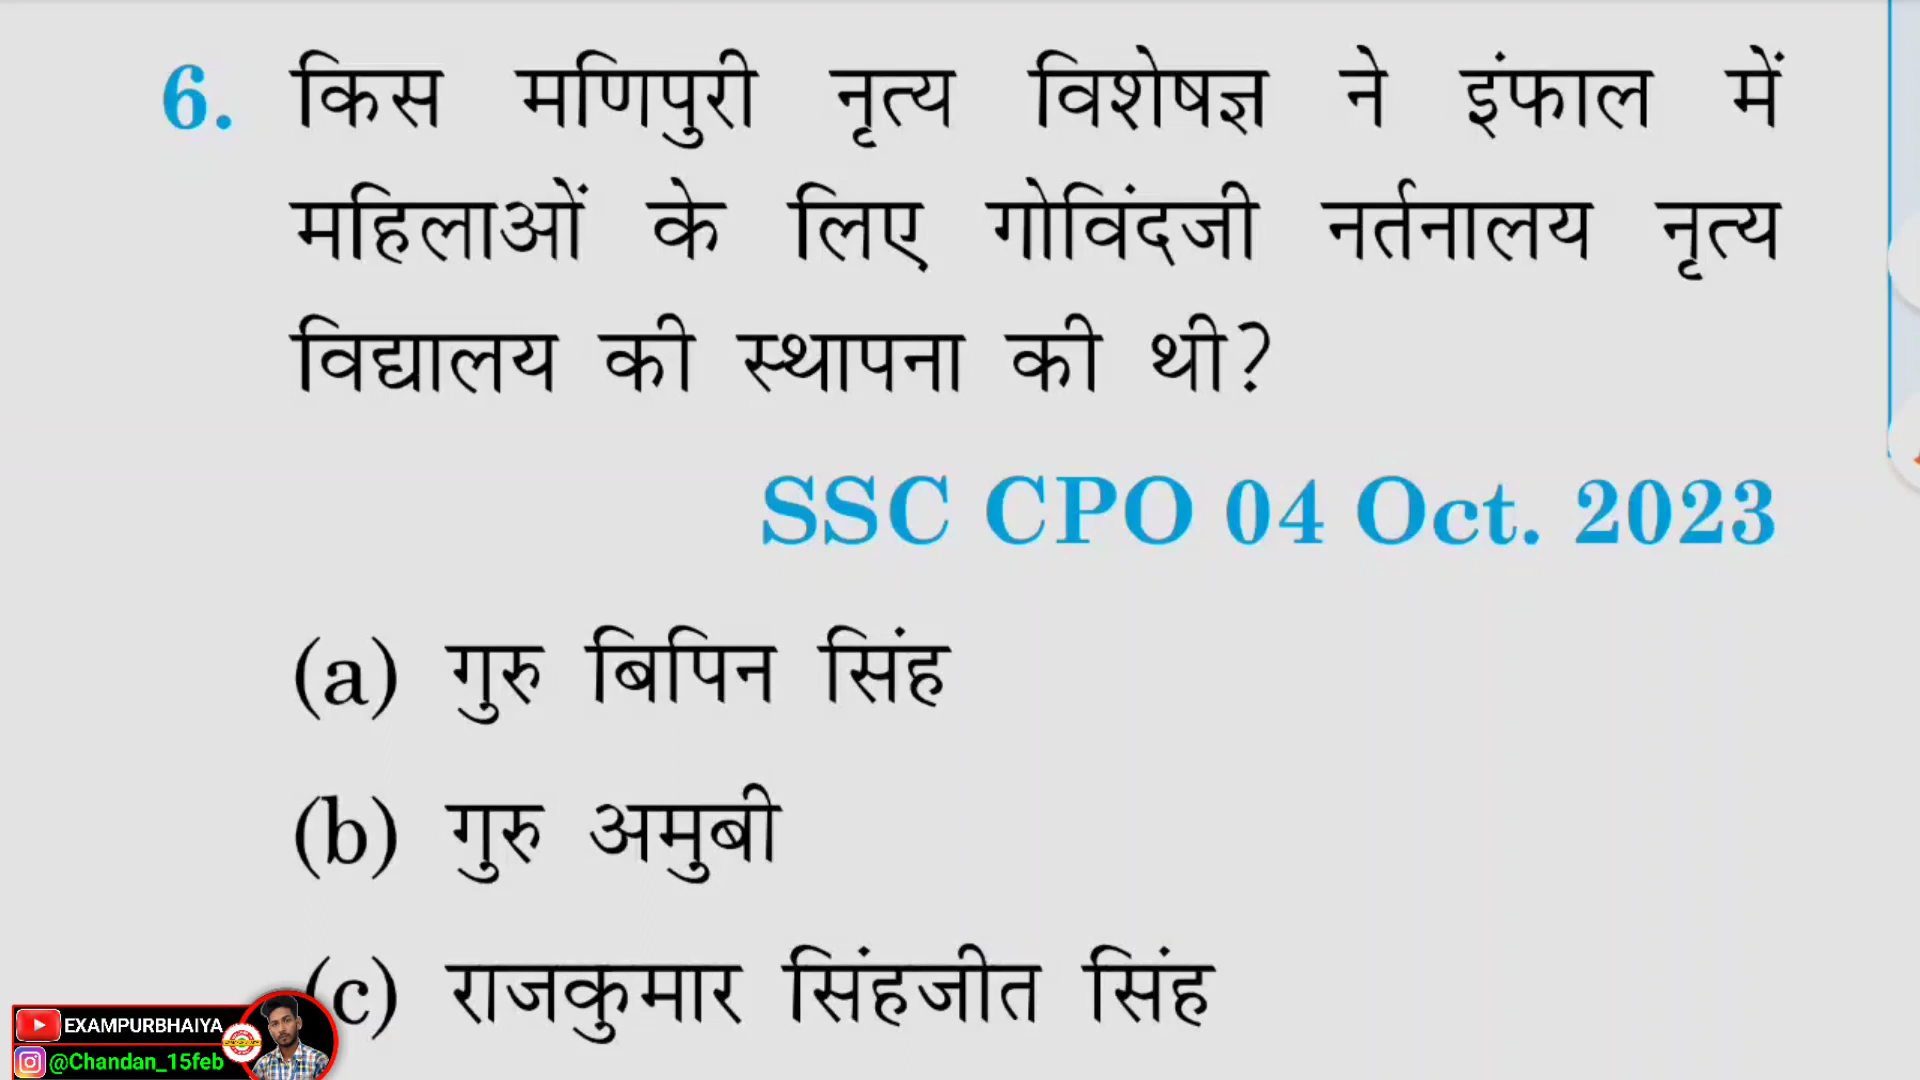 6. किस मणिपुरी नृत्य विशेषज्ञ ने इंफाल में
महिलाओं के लिए गोविंदजी नर्तनालय नृत्य
विद्यालय की स्थापना की थी?
SSC CPO 04 Oct. 2023
(a) गुरु बिपिन सिंह
(b) गुरु अमुबी
(c) राजकुमार सिंहजीत सिंह
EXAMPURBHAIYA
@Chandan_15feb